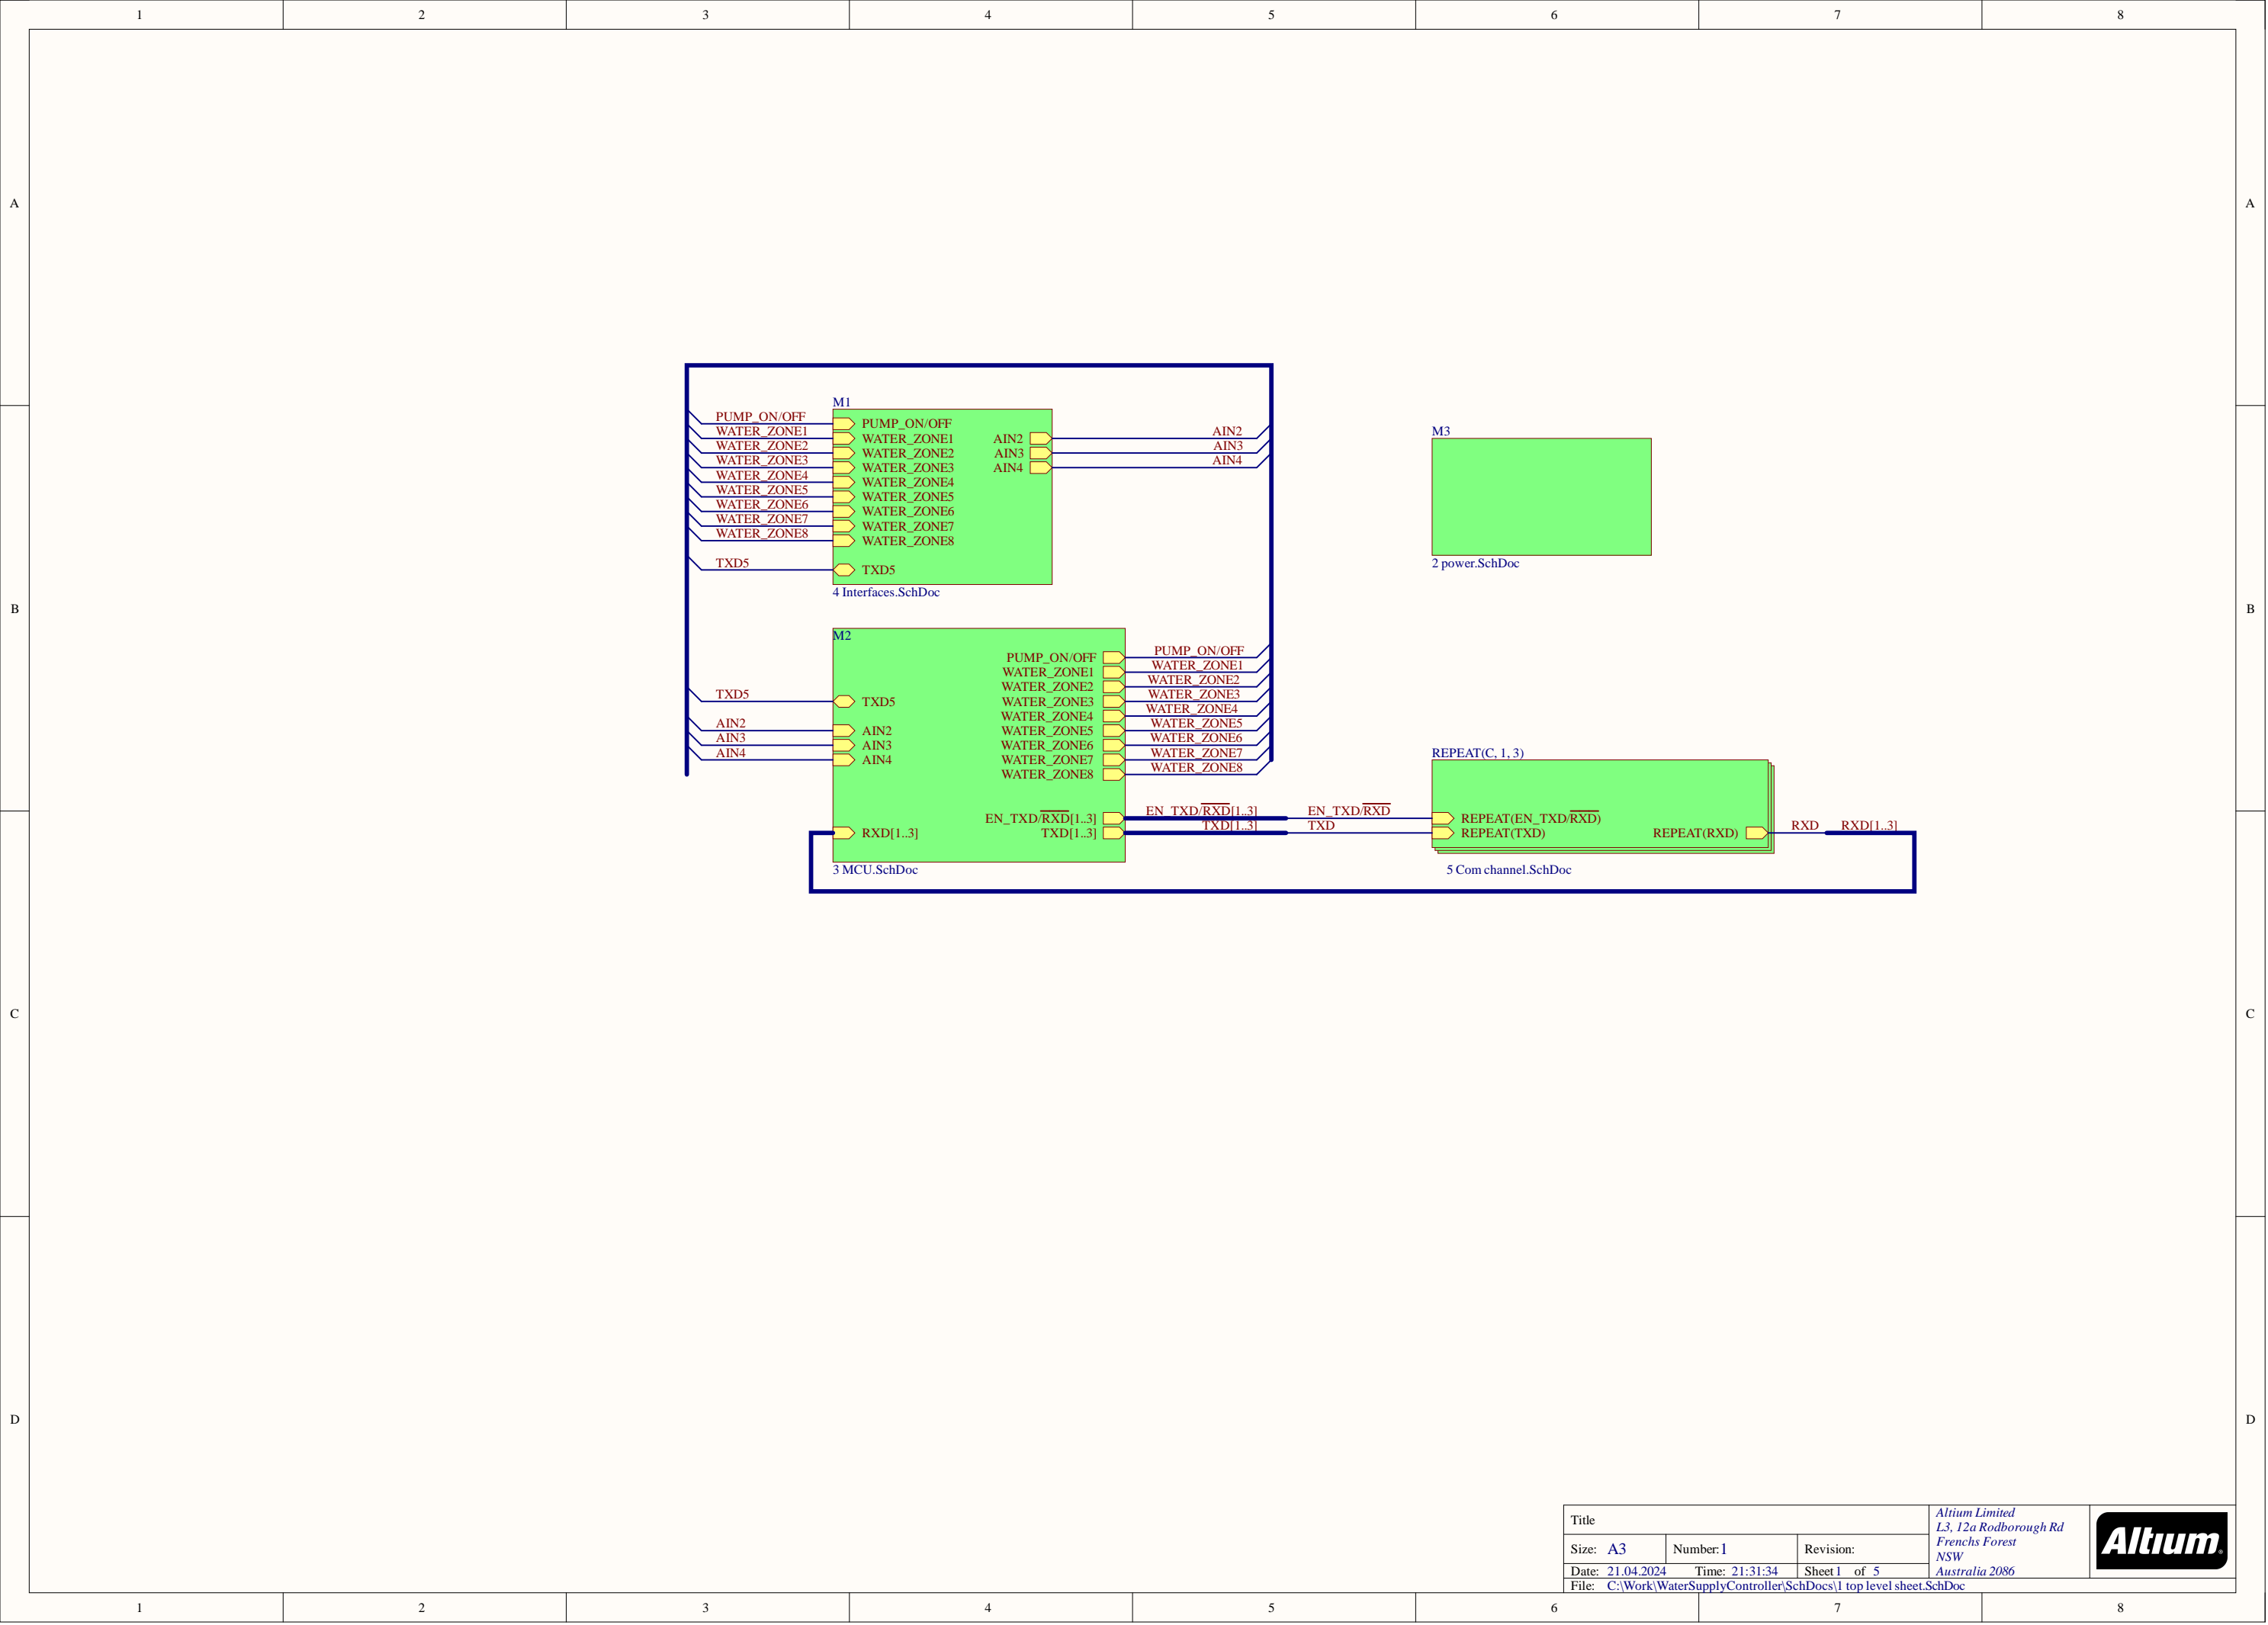 1 2 3 4 5 6 7 8
A A
M1
PUMP_ON/OFF PUMP_ON/OFF
WATER_ZONE1 WATER_ZONE1 AIN2 AIN2
WATER_ZONE2 WATER_ZONE2 AIN3 AIN3
WATER_ZONE3 WATER_ZONE3 AIN4 AIN4
WATER_ZONE4 WATER_ZONE4
WATER_ZONE5 WATER_ZONE5
WATER_ZONE6 WATER_ZONE6
WATER_ZONE7 WATER_ZONE7
WATER_ZONE8 WATER_ZONE8
TXD5 TXD5
4 Interfaces.SchDoc
M3
2 power.SchDoc
B B
M2
PUMP_ON/OFF PUMP_ON/OFF
WATER_ZONE1 WATER_ZONE1
WATER_ZONE2 WATER_ZONE2
TXD5 TXD5 WATER_ZONE3 WATER_ZONE3
WATER_ZONE4 WATER_ZONE4
AIN2 AIN2 WATER_ZONE5 WATER_ZONE5
AIN3 AIN3 WATER_ZONE6 WATER_ZONE6
AIN4 AIN4 WATER_ZONE7 WATER_ZONE7
WATER_ZONE8 WATER_ZONE8
EN_TXD/RXD[1..3] EN_TXD/RXD[1..3] EN_TXD/RXD
RXD[1..3] TXD[1..3] TXD[1..3] TXD
3 MCU.SchDoc
REPEAT(C, 1, 3)
REPEAT(EN_TXD/RXD)
REPEAT(TXD) REPEAT(RXD) RXD RXD[1..3]
5 Com channel.SchDoc
C C
D D
Title
Size: A3 Number: 1 Revision:
Date: 21.04.2024 Time: 21:31:34 Sheet 1 of 5
File: C:\Work\WaterSupplyController\SchDocs\1 top level sheet.SchDoc
Altium Limited
L3, 12a Rodborough Rd
Frenchs Forest
NSW
Australia 2086
Altium
1 2 3 4 5 6 7 8